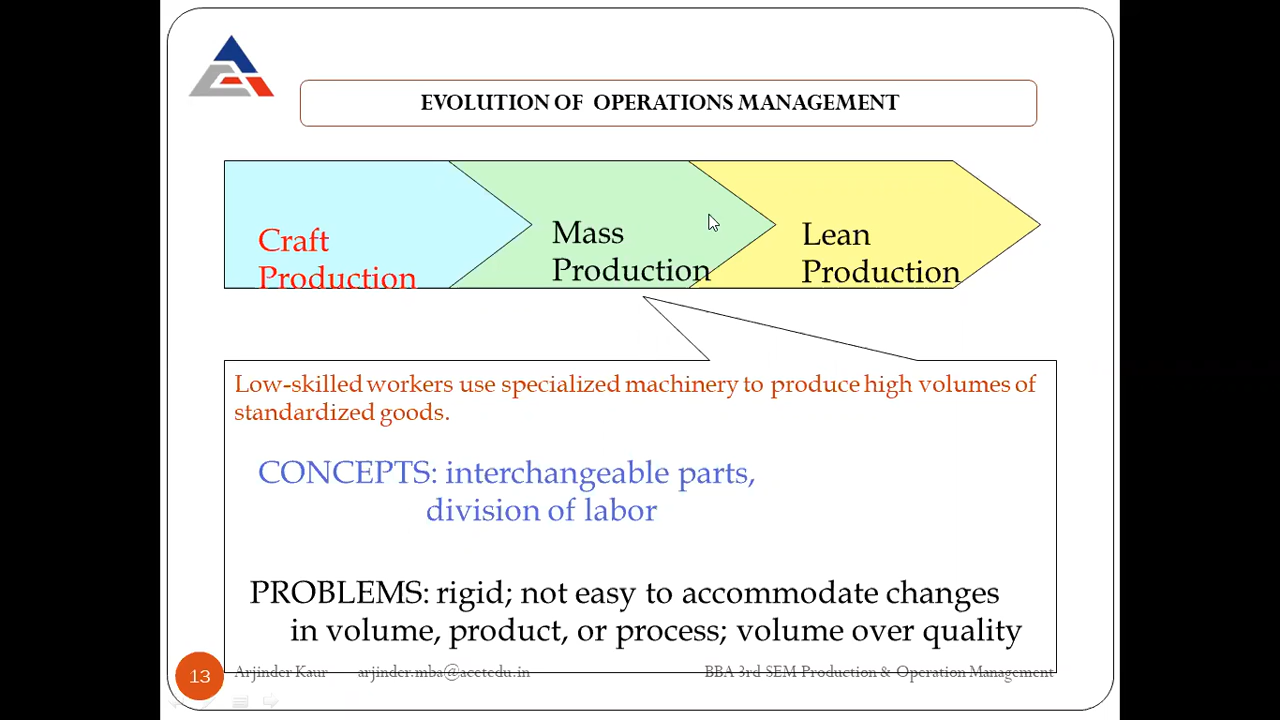 EVOLUTION OF OPERATIONS MANAGEMENT
Craft
Production
Mass
Production
Lean
Production
Low-skilled workers use specialized machinery to produce high volumes of
standardized goods.
CONCEPTS: interchangeable parts,
division of labor
PROBLEMS: rigid; not easy to accommodate changes
in volume, product, or process; volume over quality
13 Arjinder Kaur arjinder.mba@acetedu.in BBA 3rd SEM Production & Operation Management